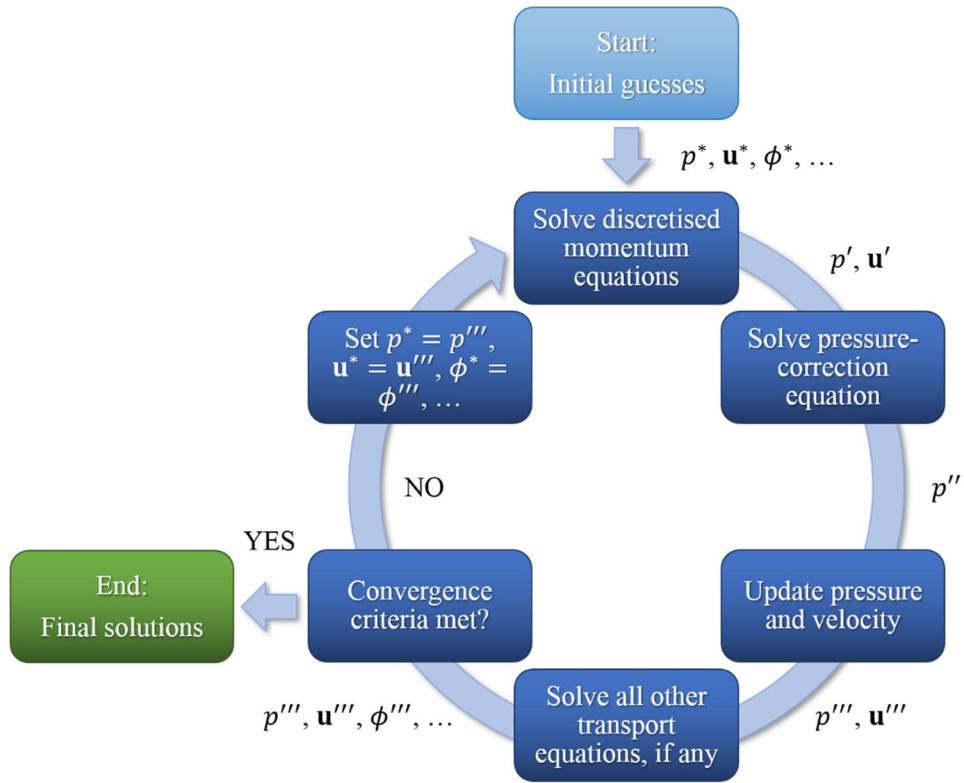 Start:
Initial guesses
p*, u*, ϕ*, …
Solve discretised
momentum
equations
p′, u′
Solve pressure-
correction
equation
p′′
Update pressure
and velocity
p′′′, u′′′
Solve all other
transport
equations, if any
p′′′, u′′′, ϕ′′′, …
Convergence
criteria met?
YES
End:
Final solutions
NO
Set p* = p′′′,
u* = u′′′, ϕ* =
ϕ′′′, …